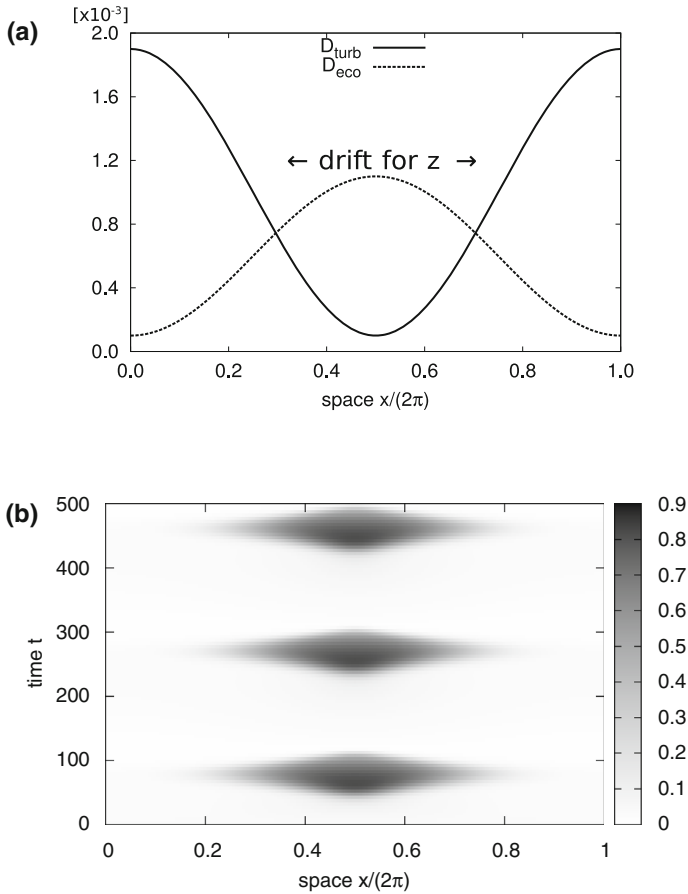 [x10⁻³]
(a)
2.0
D_turb
D_eco
1.6
← drift for z →
1.2
0.8
0.4
0.0
0.0 0.2 0.4 0.6 0.8 1.0
space x/(2π)
(b)
500
400
300
200
100
0
time t
0 0.2 0.4 0.6 0.8 1
space x/(2π)
0.9
0.8
0.7
0.6
0.5
0.4
0.3
0.2
0.1
0